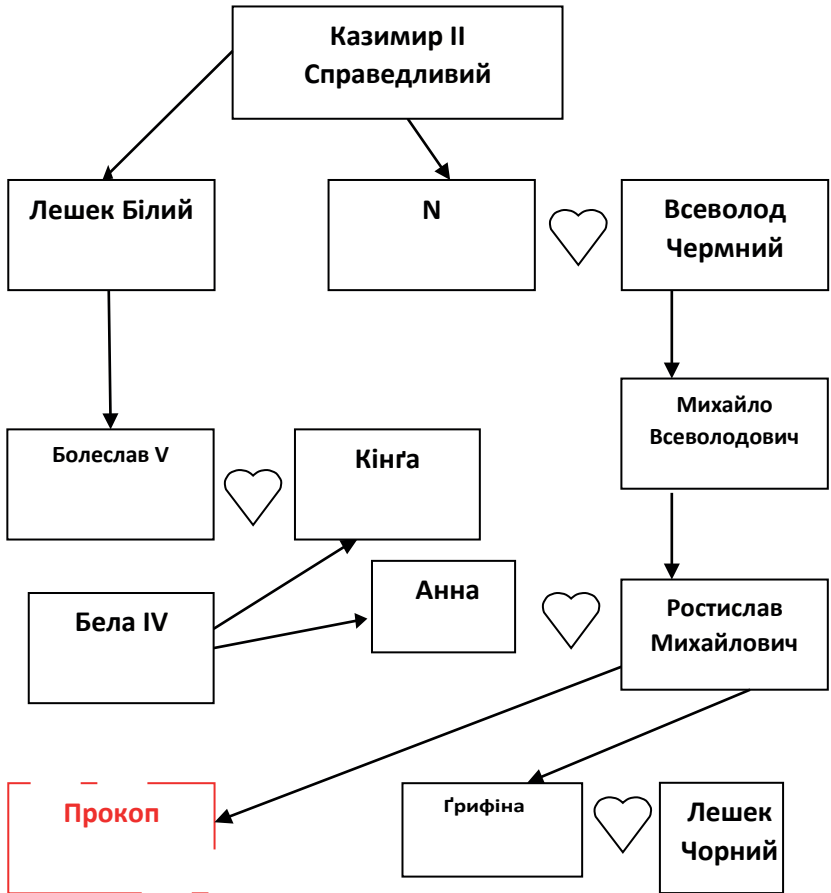 Казимир ІІ
Справедливий
Лешек Білий
N
Всеволод
Чермний
Михайло
Всеволодович
Болеслав V
Кінґа
Анна
Бела IV
Ростислав
Михайлович
Прокоп
Ґрифіна
Лешек
Чорний